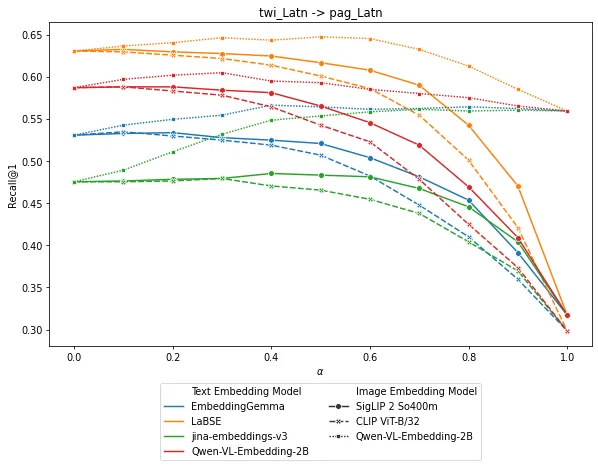 twi_Latn -> pag_Latn
Recall@1
0.65
0.60
0.55
0.50
0.45
0.40
0.35
0.30
0.0 0.2 0.4 0.6 0.8 1.0
α
Text Embedding Model
EmbeddingGemma
LaBSE
jina-embeddings-v3
Qwen-VL-Embedding-2B
Image Embedding Model
SigLIP 2 So400m
CLIP ViT-B/32
Qwen-VL-Embedding-2B